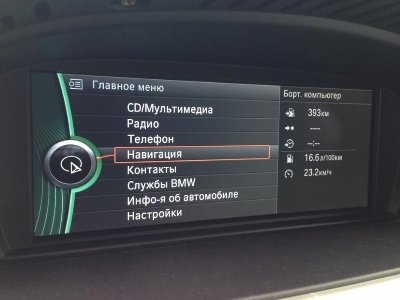 Главное меню
CD/Мультимедиа
Радио
Телефон
Навигация
Контакты
Службы BMW
Инфо-я об автомобиле
Настройки
Борт. компьютер
393км
----
--:--
16.6л/100км
23.2км/ч